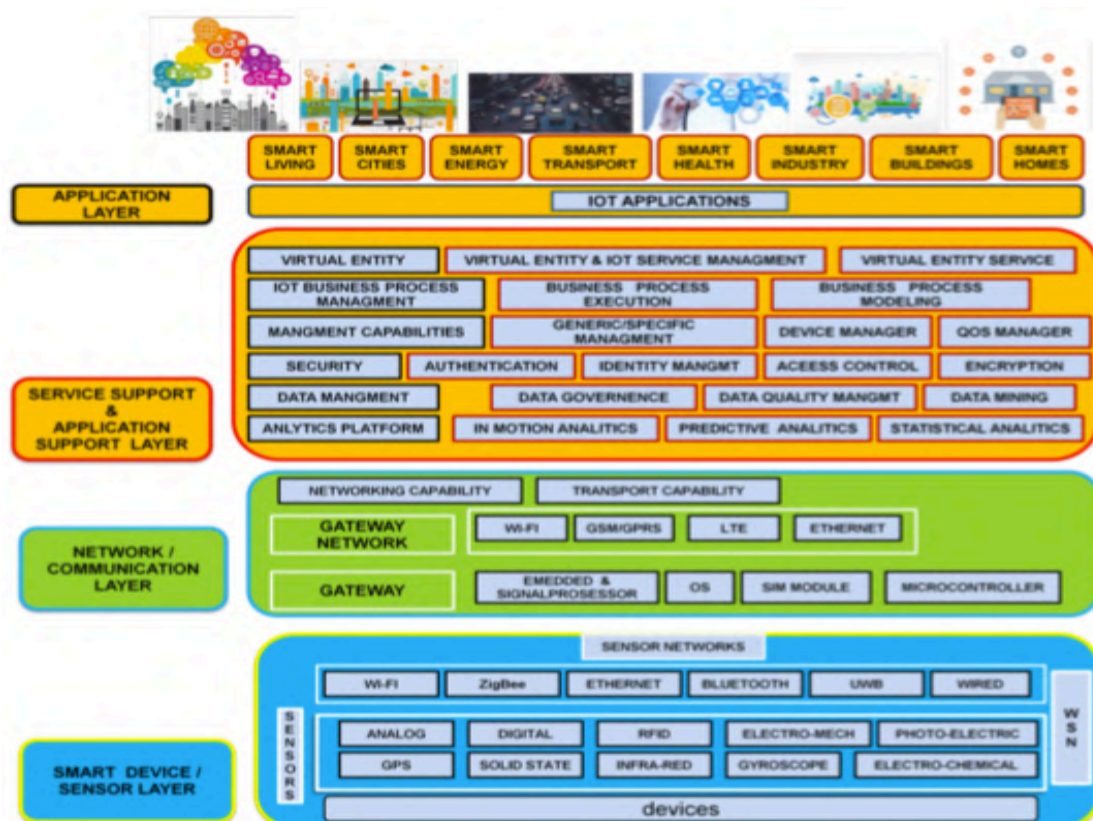 SMART LIVING
SMART CITIES
SMART ENERGY
SMART TRANSPORT
SMART HEALTH
SMART INDUSTRY
SMART BUILDINGS
SMART HOMES
APPLICATION LAYER
IOT APPLICATIONS
SERVICE SUPPORT & APPLICATION SUPPORT LAYER
VIRTUAL ENTITY
VIRTUAL ENTITY & IOT SERVICE MANAGMENT
VIRTUAL ENTITY SERVICE
IOT BUSINESS PROCESS MANAGMENT
BUSINESS PROCESS EXECUTION
BUSINESS PROCESS MODELING
MANGMENT CAPABILITIES
GENERIC/SPECIFIC MANAGMENT
DEVICE MANAGER
QOS MANAGER
SECURITY
AUTHENTICATION
IDENTITY MANGMT
ACEESS CONTROL
ENCRYPTION
DATA MANGMENT
DATA GOVERNENCE
DATA QUALITY MANGMT
DATA MINING
ANLYTICS PLATFORM
IN MOTION ANALITICS
PREDICTIVE ANALITICS
STATISTICAL ANALITICS
NETWORK / COMMUNICATION LAYER
NETWORKING CAPABILITY
TRANSPORT CAPABILITY
GATEWAY NETWORK
WI-FI
GSM/GPRS
LTE
ETHERNET
GATEWAY
EMEDDED & SIGNALPROSESSOR
OS
SIM MODULE
MICROCONTROLLER
SMART DEVICE / SENSOR LAYER
SENSOR NETWORKS
WI-FI
ZigBee
ETHERNET
BLUETOOTH
UWB
WIRED
SENSORS
ANALOG
DIGITAL
RFID
ELECTRO-MECH
PHOTO-ELECTRIC
GPS
SOLID STATE
INFRA-RED
GYROSCOPE
ELECTRO-CHEMICAL
WSN
devices